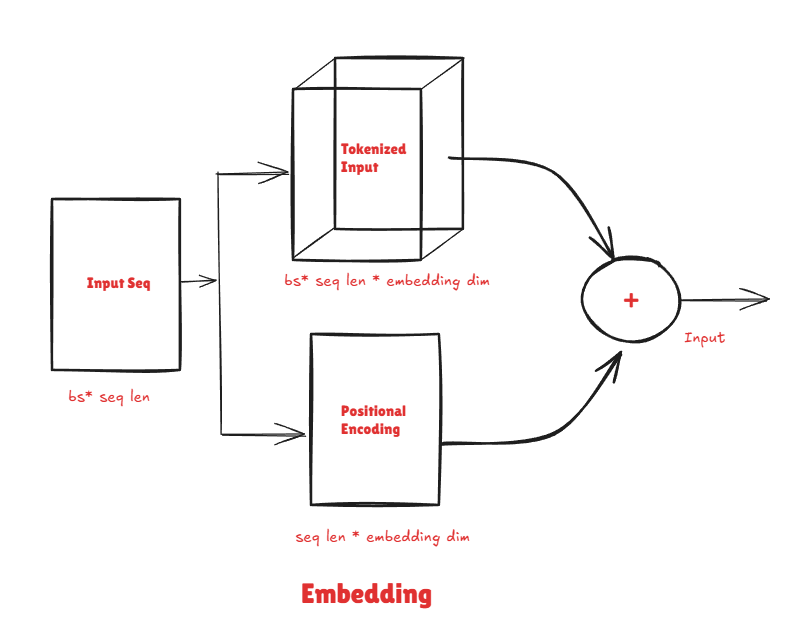 Tokenized
Input
bs* seq len * embedding dim
Input Seq
bs* seq len
+
Input
Positional
Encoding
seq len * embedding dim
Embedding